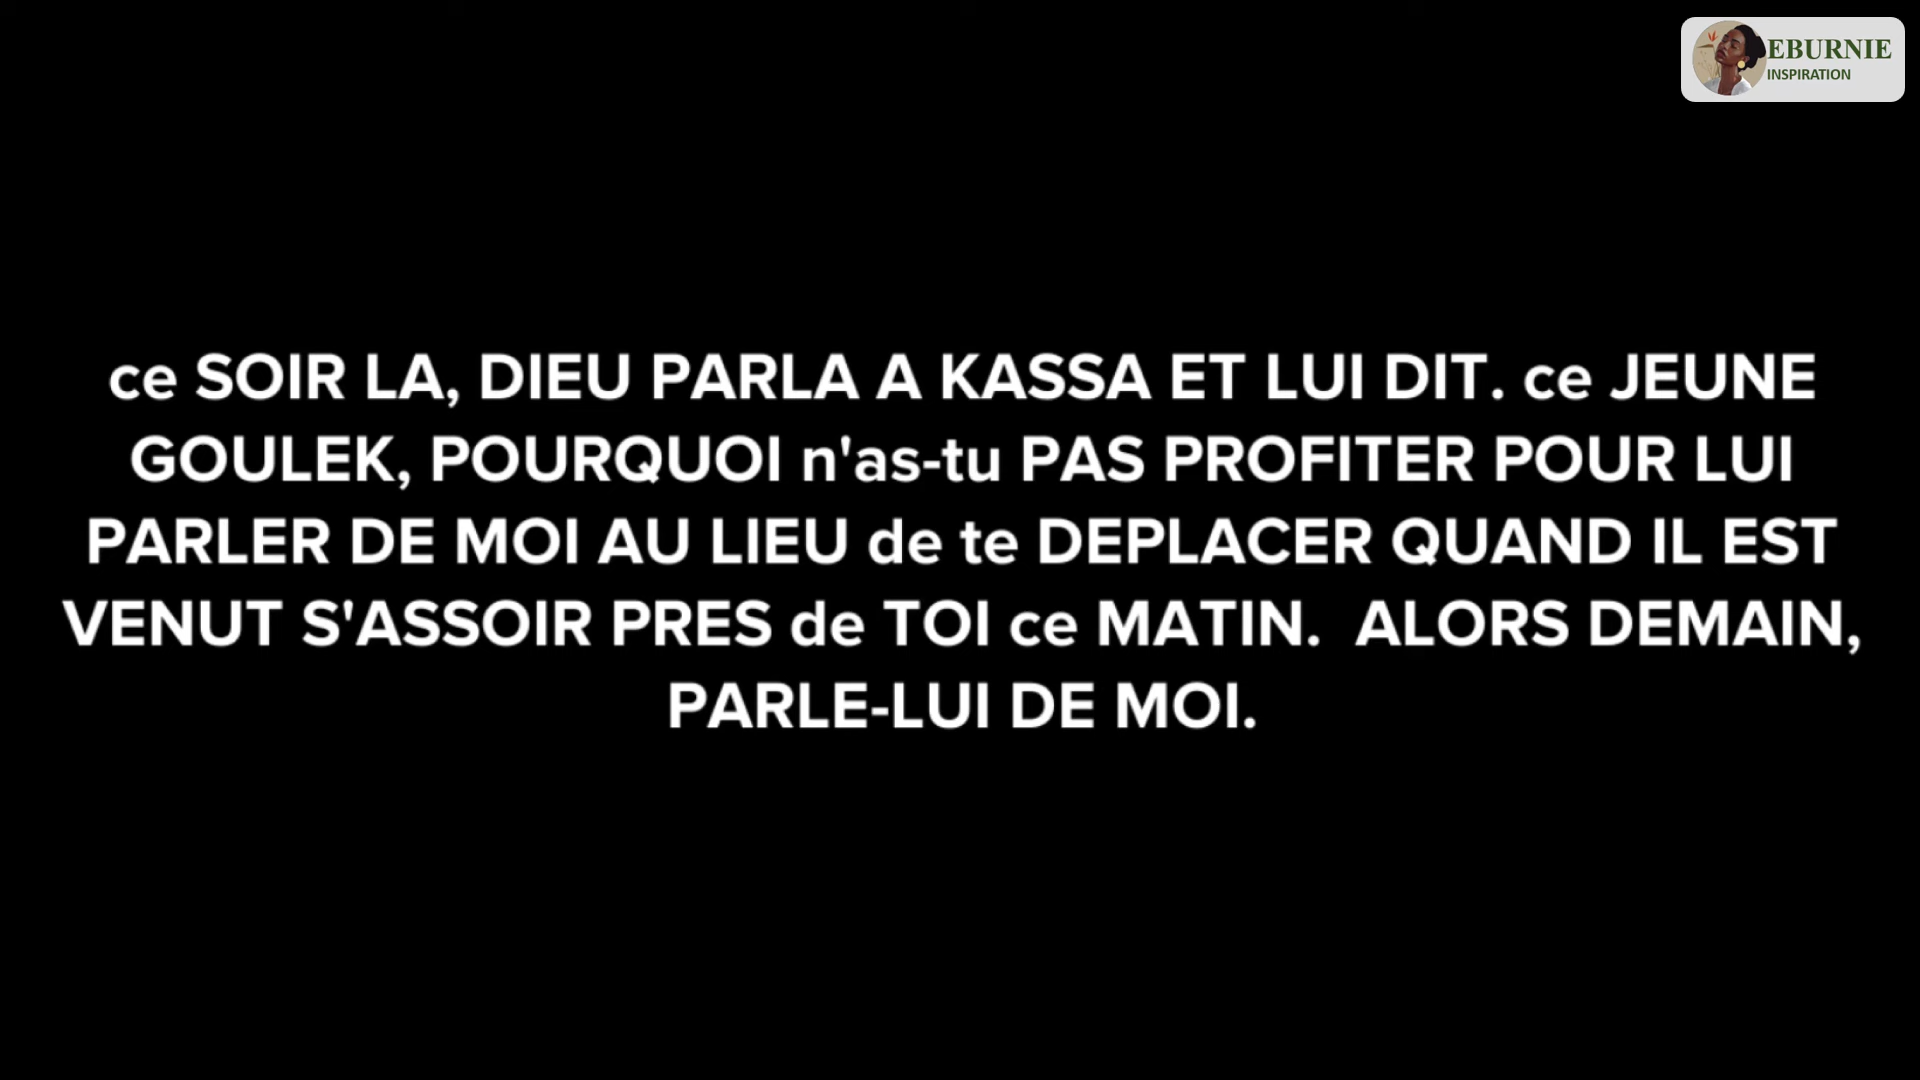 EBURNIE
INSPIRATION
ce SOIR LA, DIEU PARLA A KASSA ET LUI DIT. ce JEUNE
GOULEK, POURQUOI n'as-tu PAS PROFITER POUR LUI
PARLER DE MOI AU LIEU de te DEPLACER QUAND IL EST
VENUT S'ASSOIR PRES de TOI ce MATIN.  ALORS DEMAIN,
PARLE-LUI DE MOI.